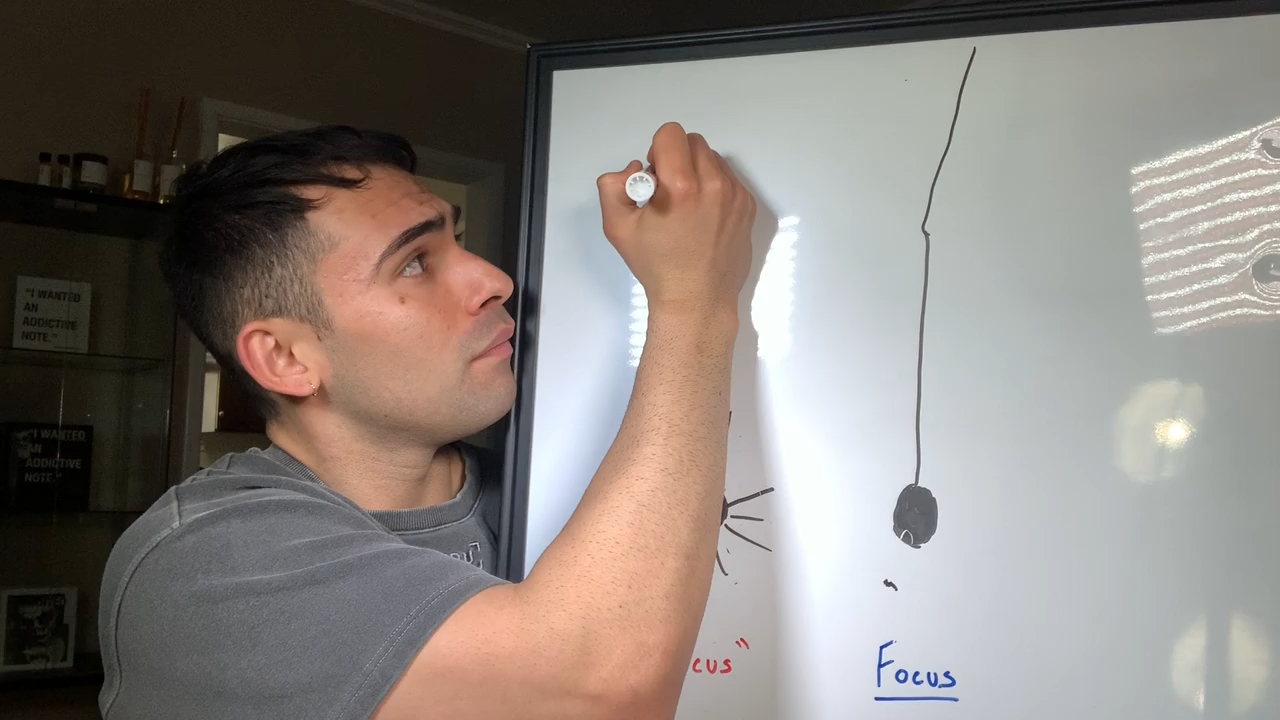 "I WANTED
AN
ADDICTIVE
NOTE."
"I WANTED
AN
ADDICTIVE
NOTE."
cus"
Focus